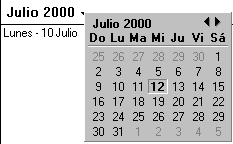 Julio 2000
Lunes - 10 Julio
Julio 2000
Do Lu Ma Mi Ju Vi Sá
25 26 27 28 29 30 1
2 3 4 5 6 7 8
9 10 11 12 13 14 15
16 17 18 19 20 21 22
23 24 25 26 27 28 29
30 31 1 2 3 4 5